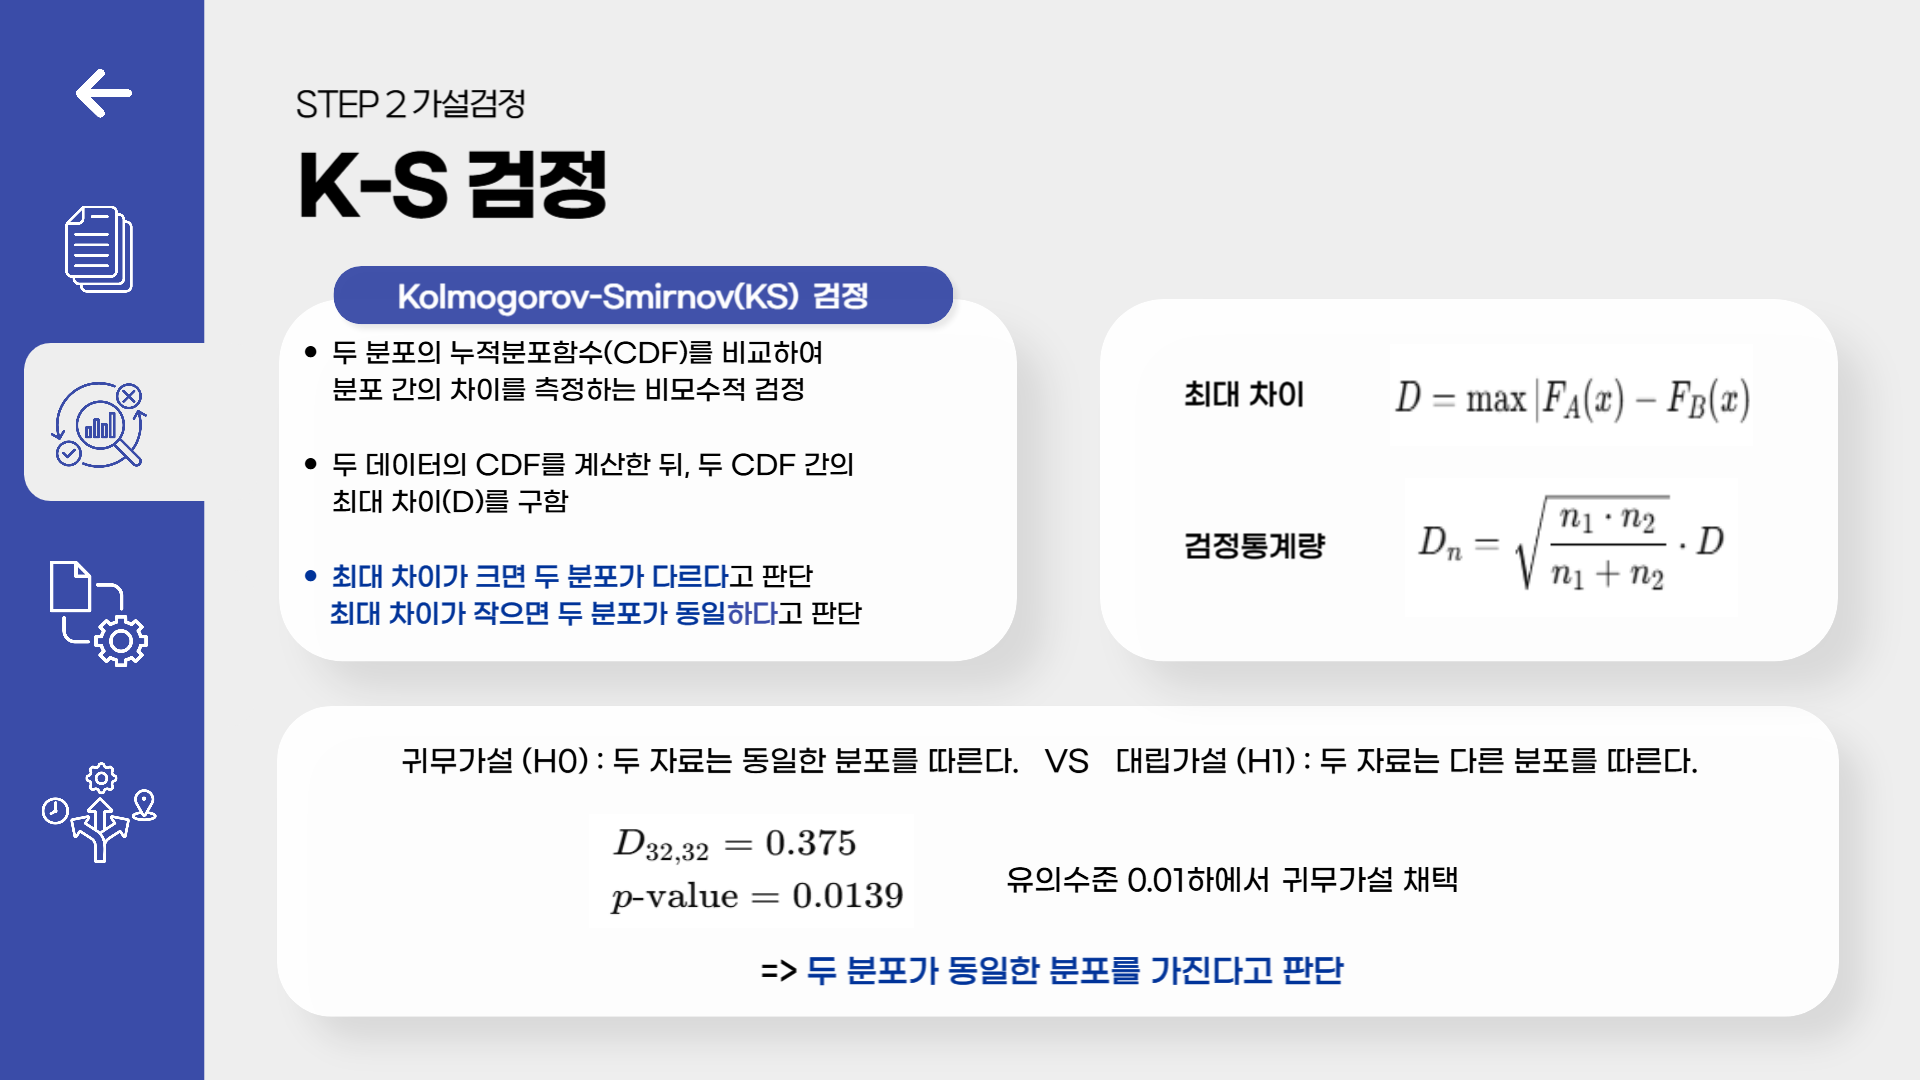 STEP 2 가설검정
K-S 검정
Kolmogorov-Smirnov(KS) 검정
• 두 분포의 누적분포함수(CDF)를 비교하여
분포 간의 차이를 측정하는 비모수적 검정
• 두 데이터의 CDF를 계산한 뒤, 두 CDF 간의
최대 차이(D)를 구함
• 최대 차이가 크면 두 분포가 다르다고 판단
최대 차이가 작으면 두 분포가 동일하다고 판단
최대 차이 D = max |F_A(x) − F_B(x)
검정통계량 D_n = √(n_1 · n_2 / n_1 + n_2) · D
귀무가설 (H0) : 두 자료는 동일한 분포를 따른다. VS 대립가설 (H1) : 두 자료는 다른 분포를 따른다.
D_32,32 = 0.375
p-value = 0.0139
유의수준 0.01하에서 귀무가설 채택
=> 두 분포가 동일한 분포를 가진다고 판단